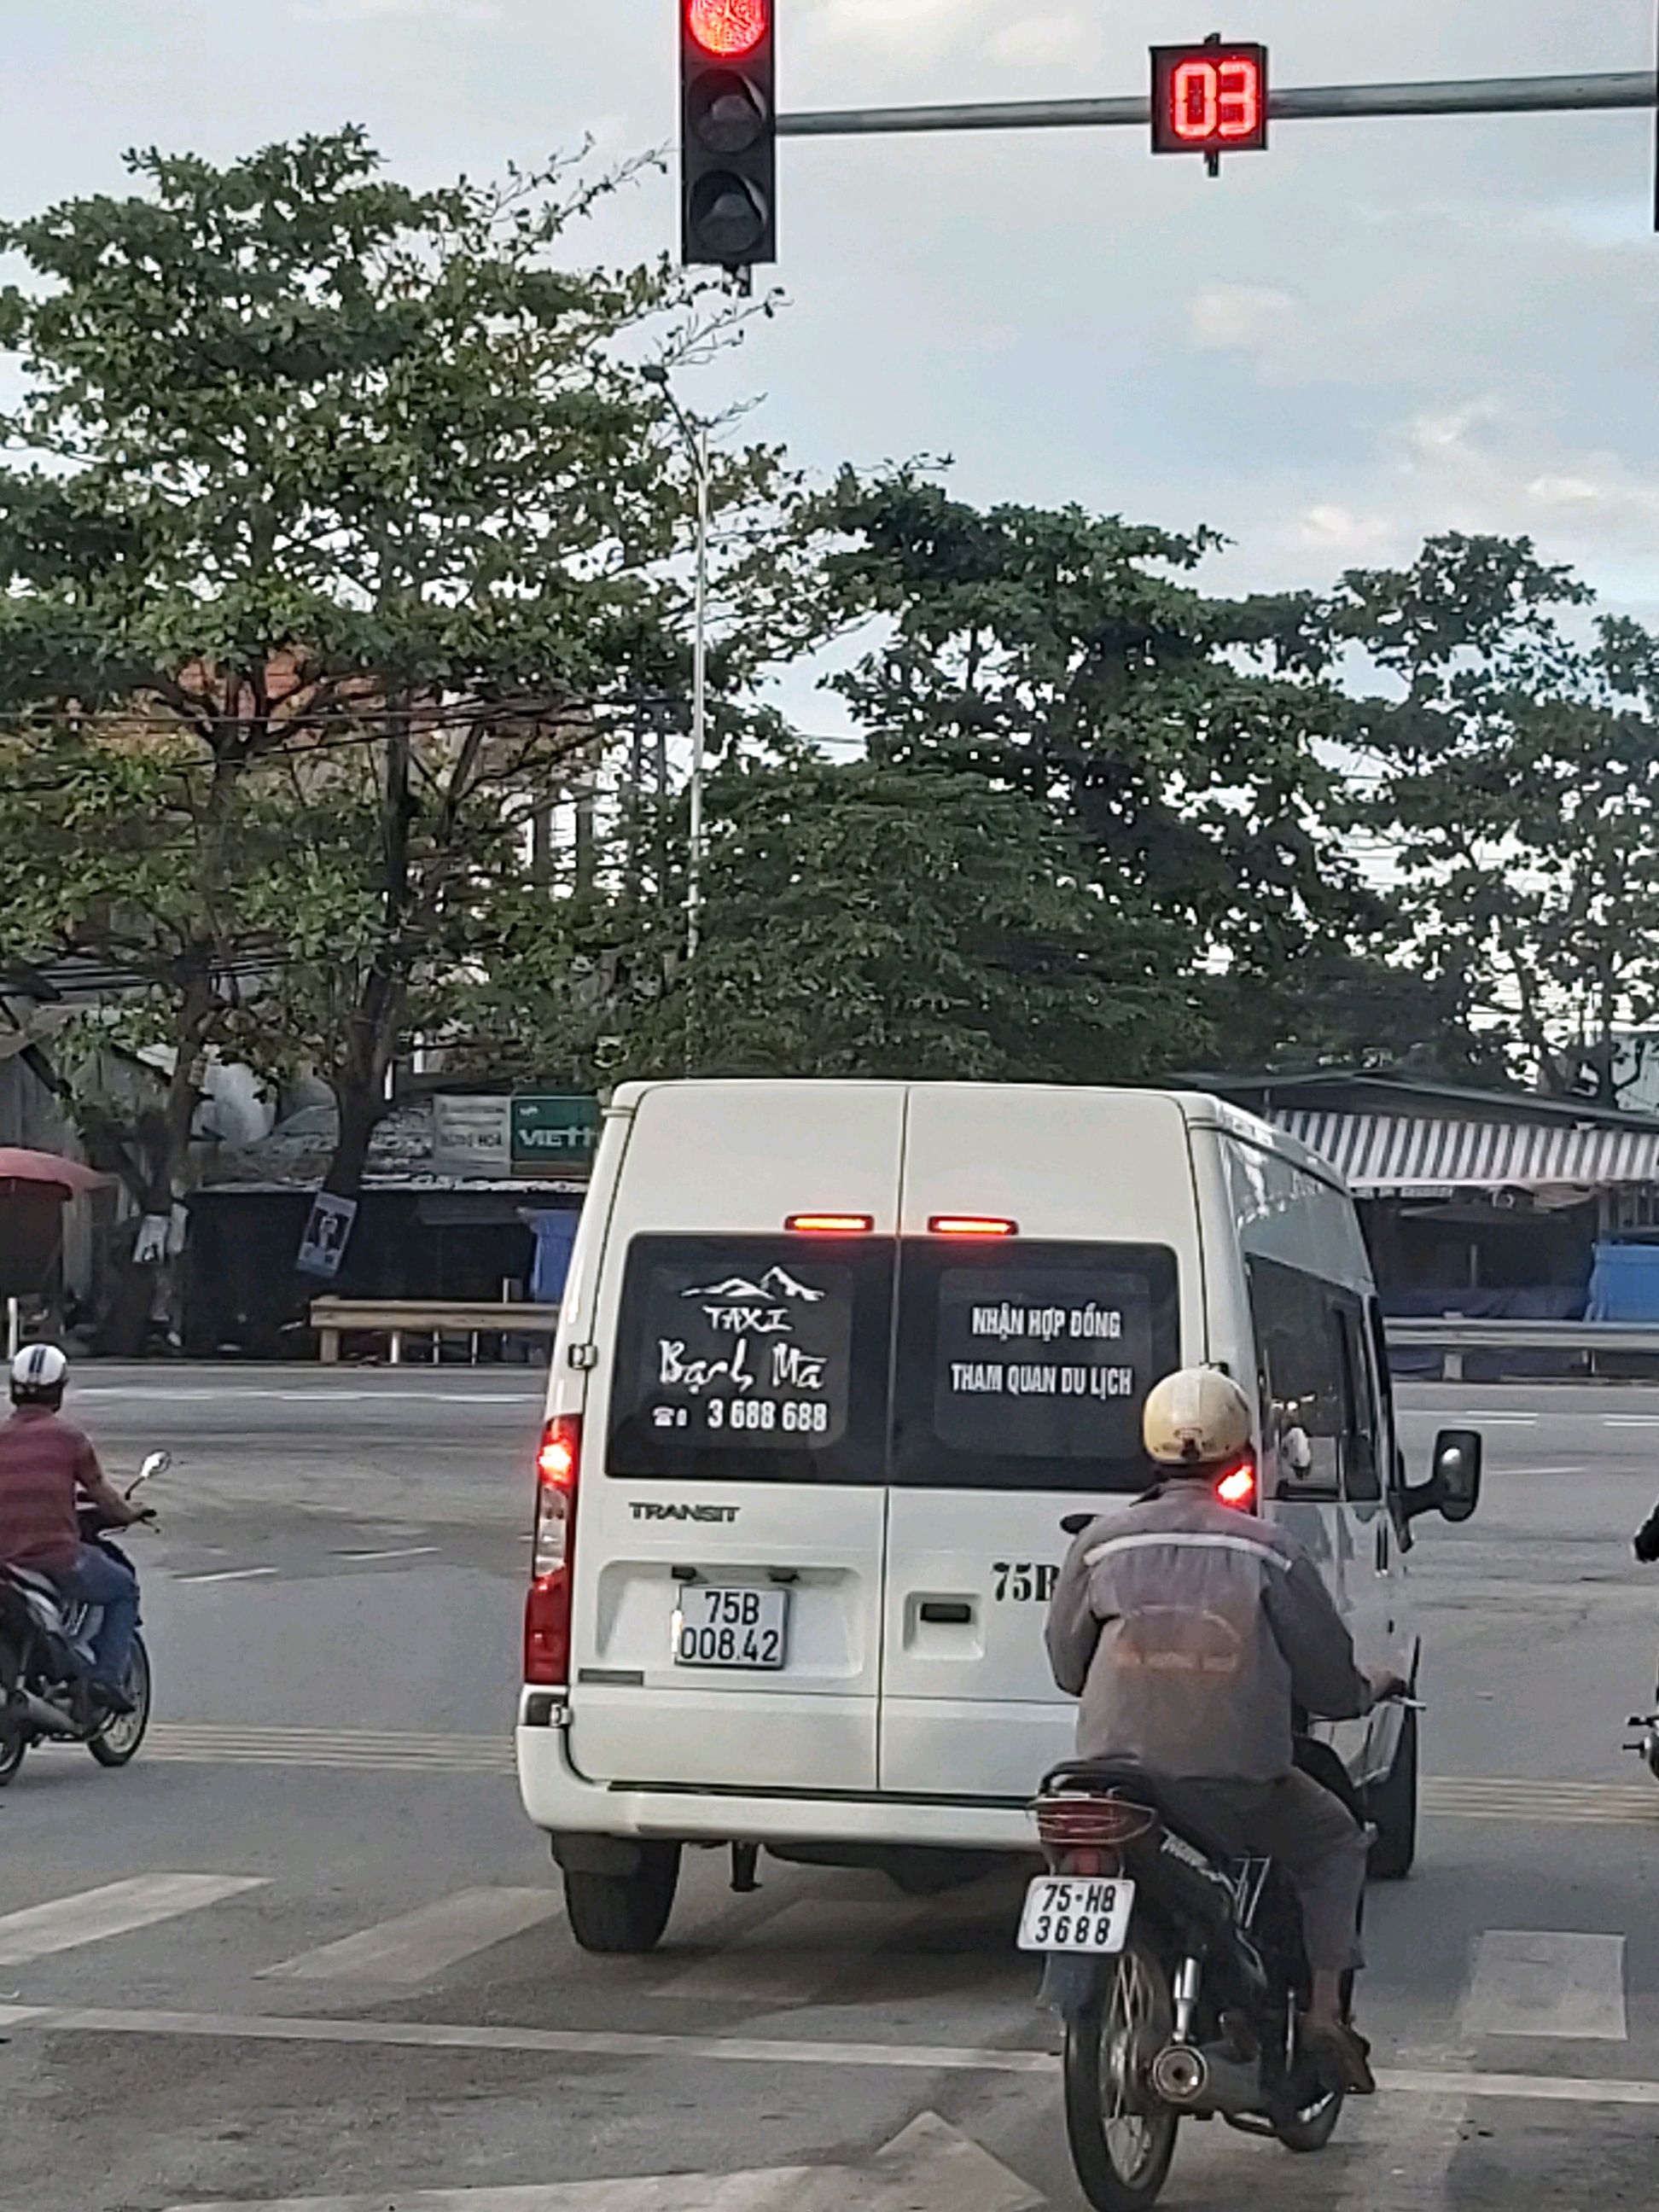 03
VIETT
TAXI
Bạch Mã
3 688 688
NHẬN HỢP ĐỒNG
THAM QUAN DU LỊCH
TRANSIT
75B
75B
008.42
75-H8
3688